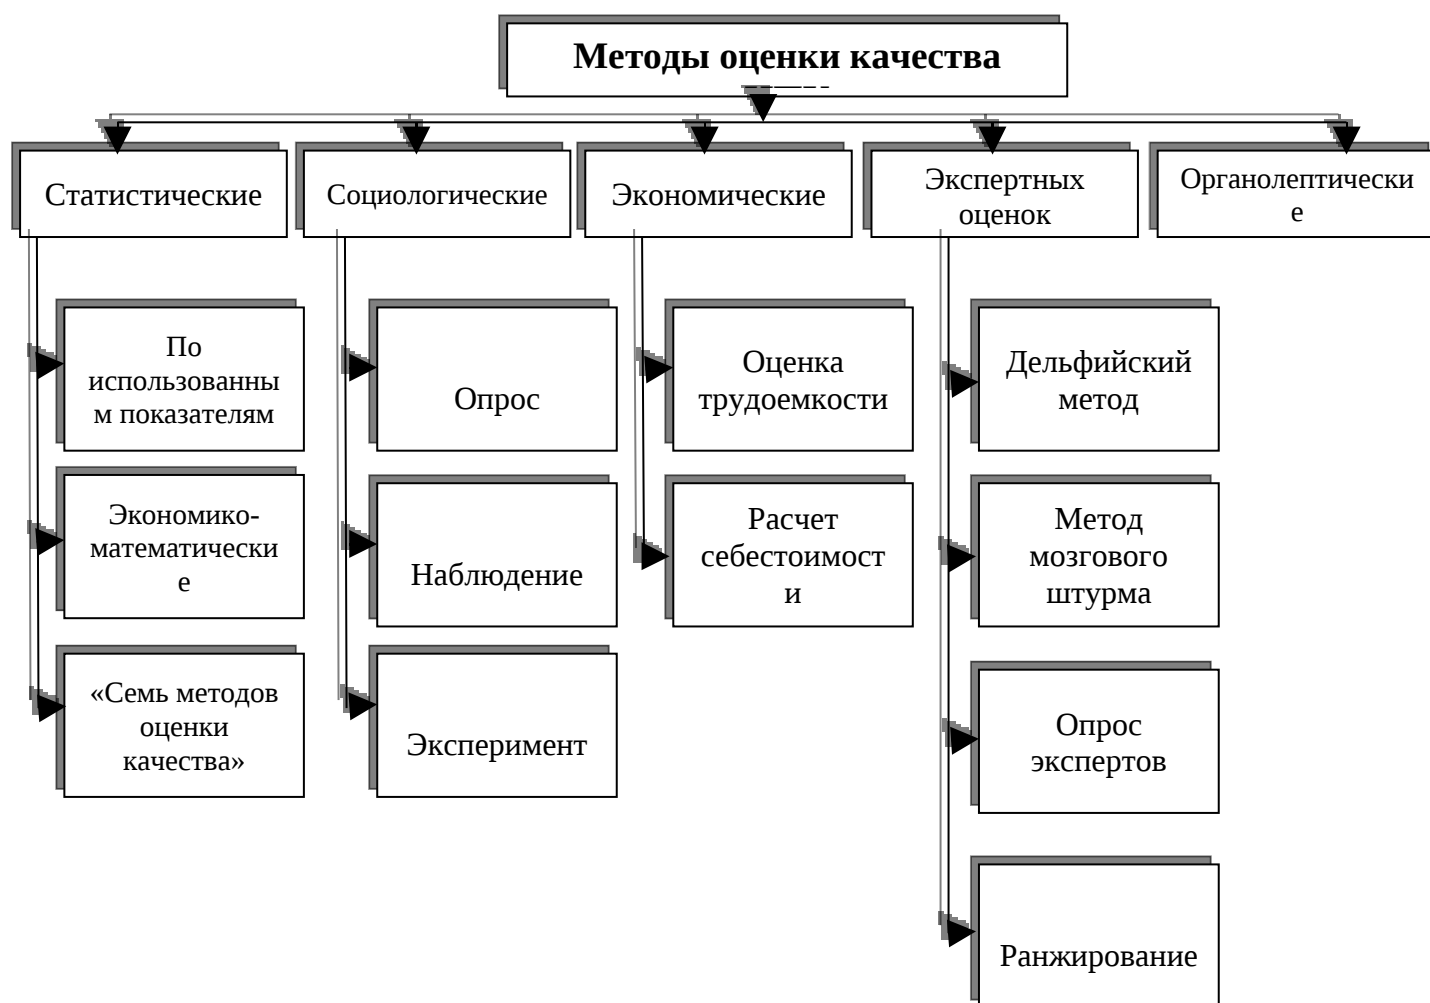 Методы оценки качества
Статистические
Социологические
Экономические
Экспертных
оценок
Органолептически
е
По
использованны
м показателям
Экономико-
математически
е
«Семь методов
оценки
качества»
Опрос
Наблюдение
Эксперимент
Оценка
трудоемкости
Расчет
себестоимост
и
Дельфийский
метод
Метод
мозгового
штурма
Опрос
экспертов
Ранжирование